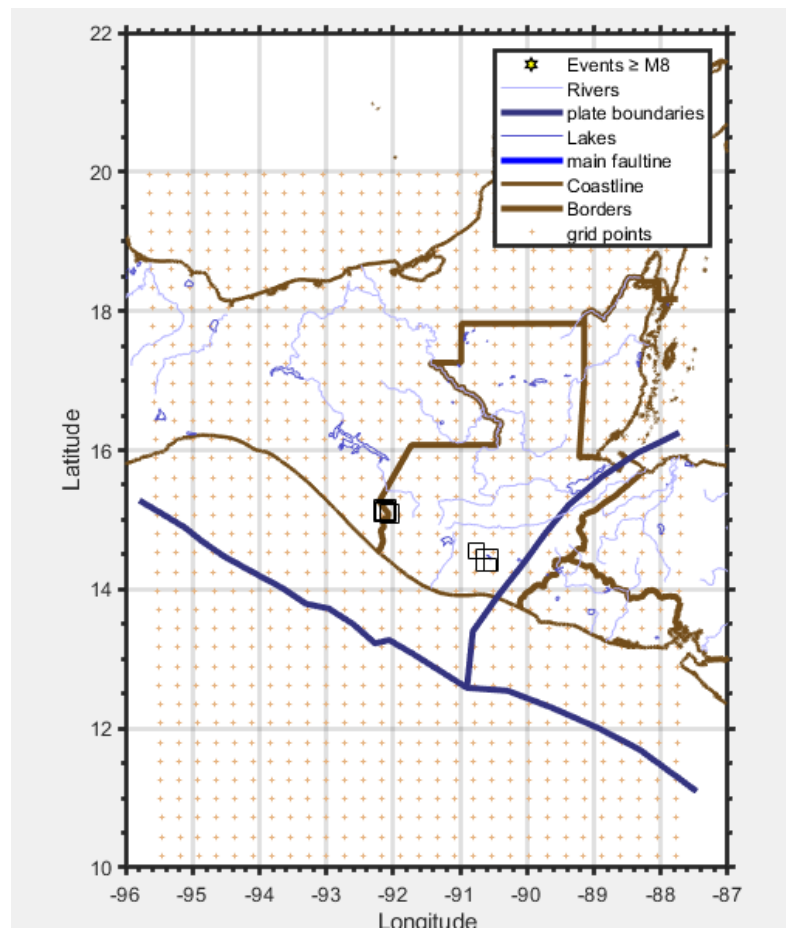 22
20
18
16
14
12
10
Latitude
-96 -95 -94 -93 -92 -91 -90 -89 -88 -87
Longitude
Events ≥ M8
Rivers
plate boundaries
Lakes
main faultine
Coastline
Borders
grid points